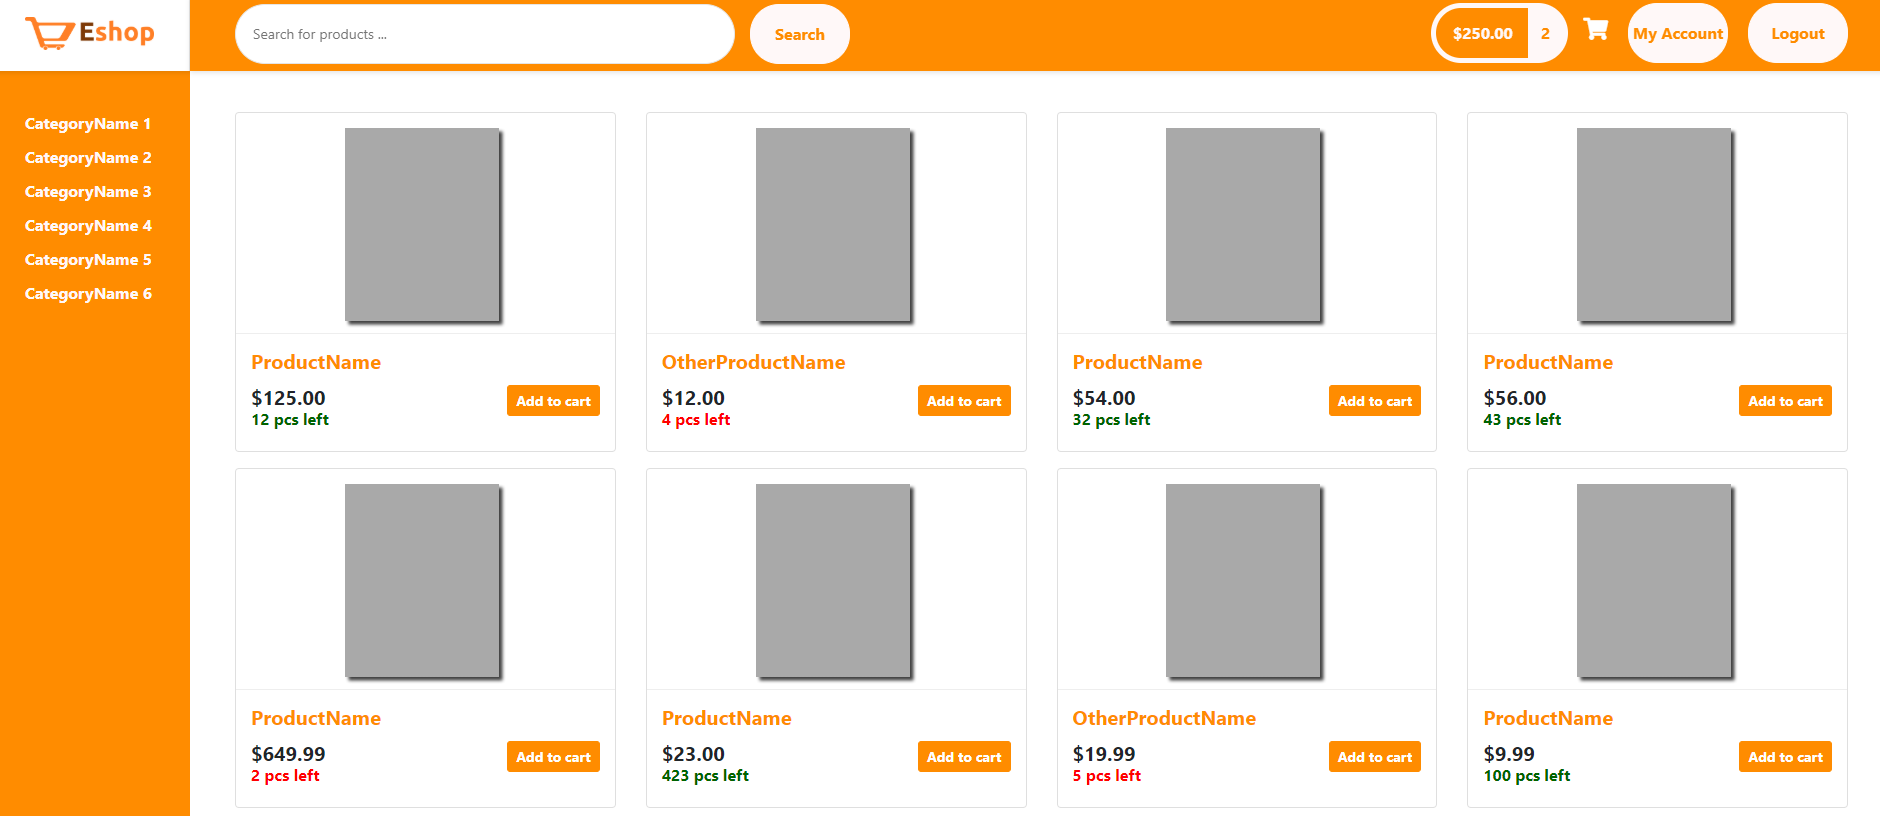 Eshop
Search for products ...
Search
$250.00 2
My Account
Logout
CategoryName 1
CategoryName 2
CategoryName 3
CategoryName 4
CategoryName 5
CategoryName 6
ProductName
$125.00
Add to cart
12 pcs left
OtherProductName
$12.00
Add to cart
4 pcs left
ProductName
$54.00
Add to cart
32 pcs left
ProductName
$56.00
Add to cart
43 pcs left
ProductName
$649.99
Add to cart
2 pcs left
ProductName
$23.00
Add to cart
423 pcs left
OtherProductName
$19.99
Add to cart
5 pcs left
ProductName
$9.99
Add to cart
100 pcs left